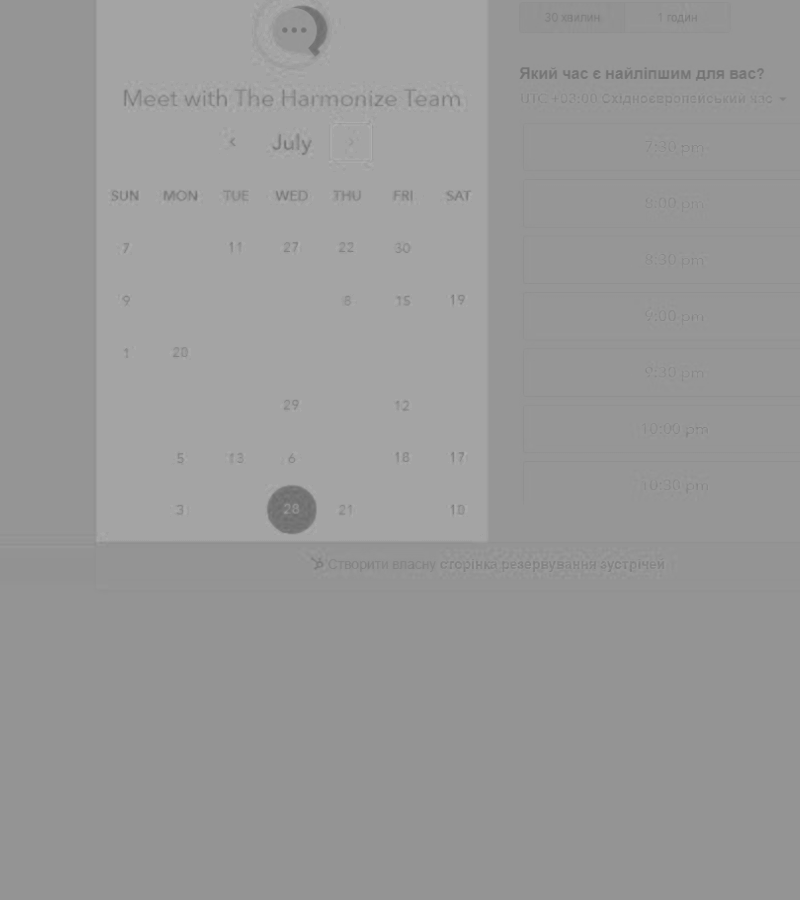 30 хвилин 1 годин
Який час є найліпшим для вас?
UTC +03:00 Східноєвропейський час
Meet with The Harmonize Team
July
SUN MON TUE WED THU FRI SAT
7 11 27 22 30
9 8 15 19
1 20
29 12
5 13 6 18 17
3 28 21 10
7:30 pm
8:00 pm
8:30 pm
9:00 pm
9:30 pm
10:00 pm
10:30 pm
Створити власну сторінка резервування зустрічей